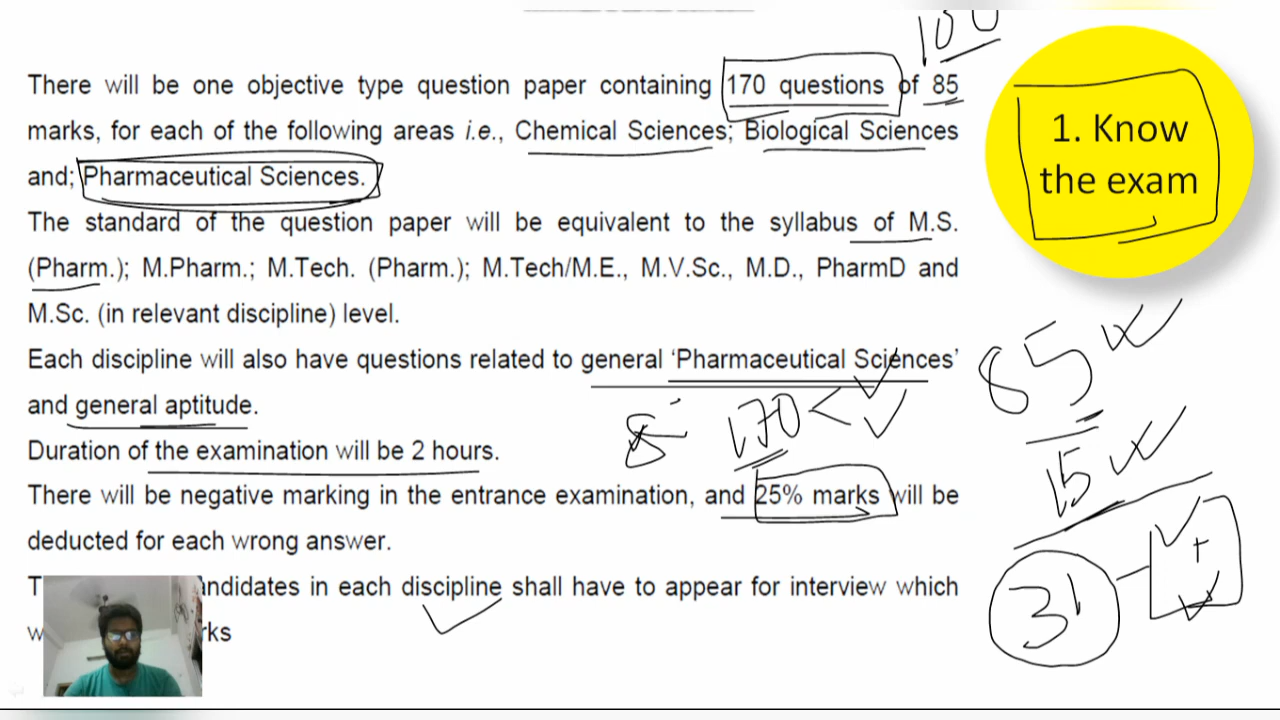 100
There will be one objective type question paper containing 170 questions of 85
marks, for each of the following areas i.e., Chemical Sciences; Biological Sciences
and; Pharmaceutical Sciences.
The standard of the question paper will be equivalent to the syllabus of M.S.
(Pharm.); M.Pharm.; M.Tech. (Pharm.); M.Tech/M.E., M.V.Sc., M.D., PharmD and
M.Sc. (in relevant discipline) level.
Each discipline will also have questions related to general ‘Pharmaceutical Sciences’
and general aptitude.
Duration of the examination will be 2 hours.
There will be negative marking in the entrance examination, and 25% marks will be
deducted for each wrong answer.
andidates in each discipline shall have to appear for interview which
1. Know
the exam
170
85
15